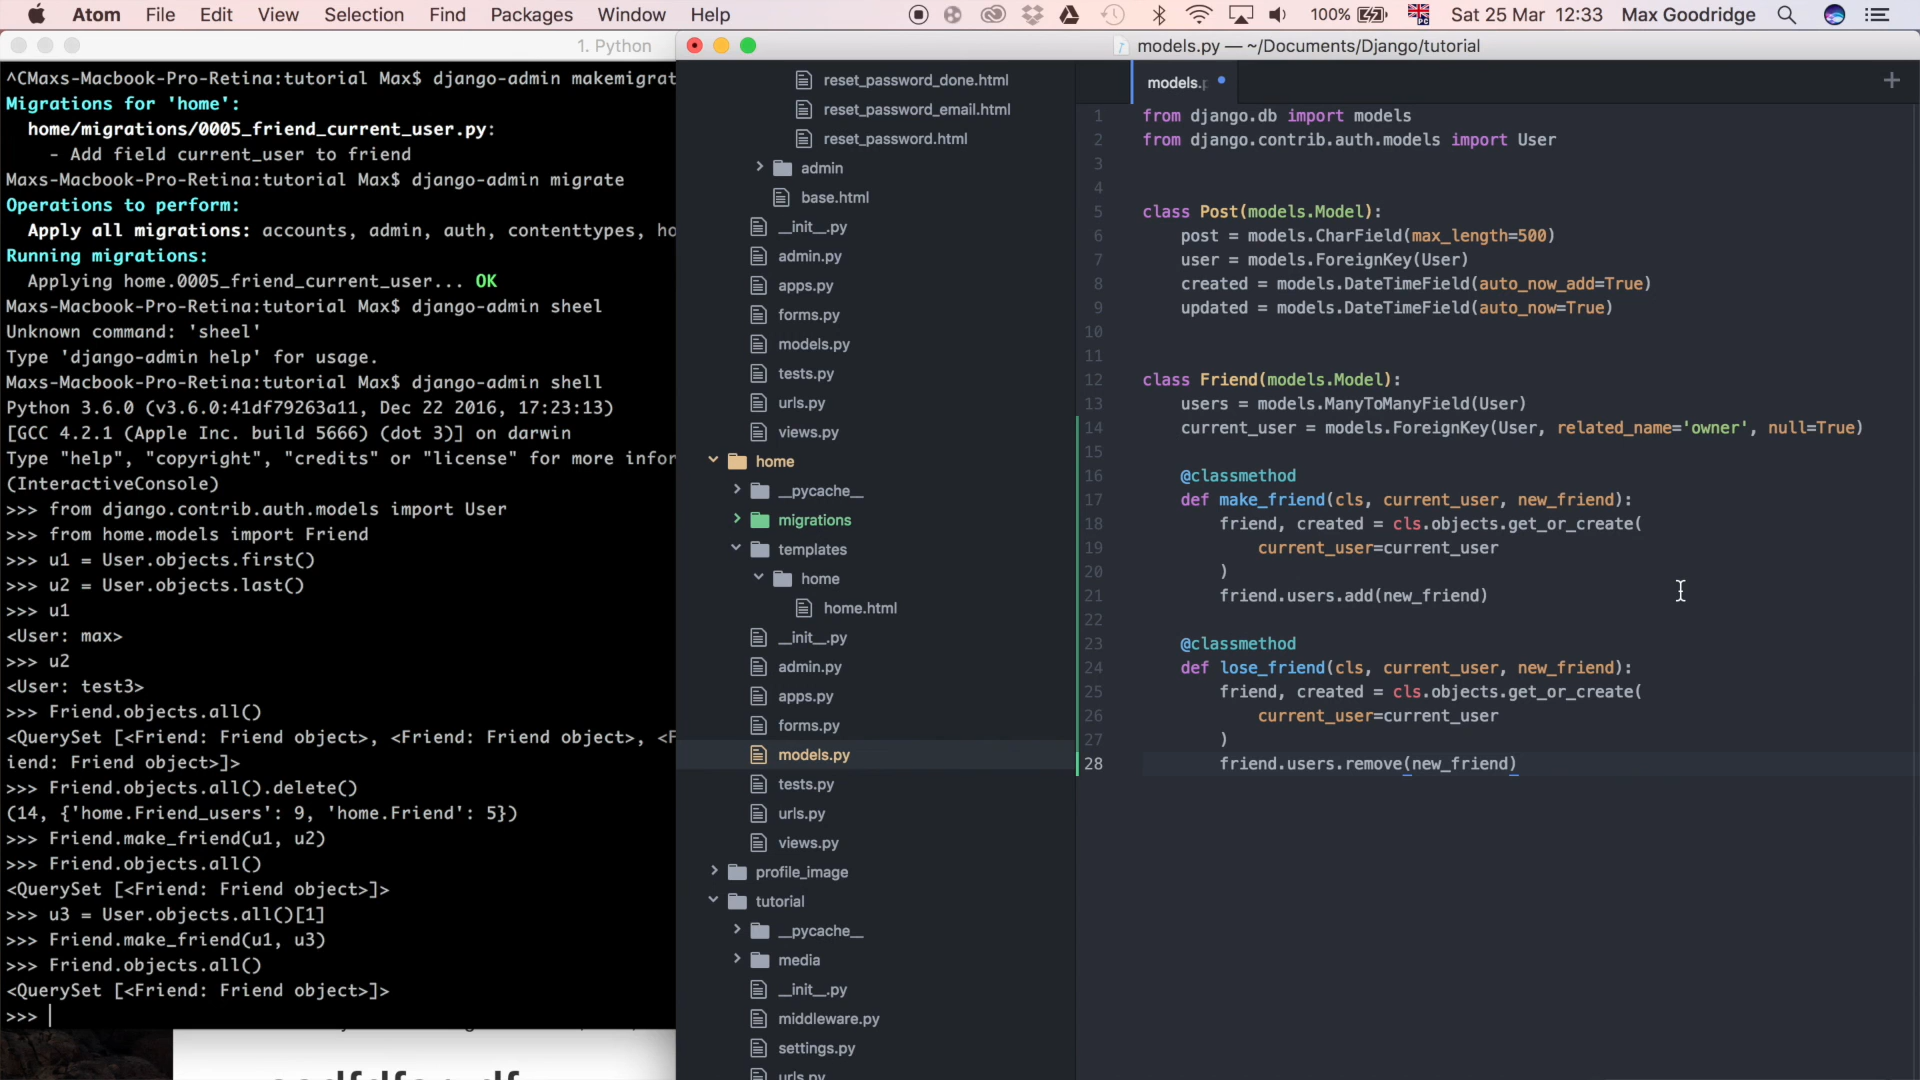 Atom File Edit View Selection Find Packages Window Help 100% Sat 25 Mar 12:33 Max Goodridge
1. Python
^CMaxs-Macbook-Pro-Retina:tutorial Max$ django-admin makemigrat
Migrations for 'home':
home/migrations/0005_friend_current_user.py:
- Add field current_user to friend
Maxs-Macbook-Pro-Retina:tutorial Max$ django-admin migrate
Operations to perform:
Apply all migrations: accounts, admin, auth, contenttypes, ho
Running migrations:
Applying home.0005_friend_current_user... OK
Maxs-Macbook-Pro-Retina:tutorial Max$ django-admin sheel
Unknown command: 'sheel'
Type 'django-admin help' for usage.
Maxs-Macbook-Pro-Retina:tutorial Max$ django-admin shell
Python 3.6.0 (v3.6.0:41df79263a11, Dec 22 2016, 17:23:13)
[GCC 4.2.1 (Apple Inc. build 5666) (dot 3)] on darwin
Type "help", "copyright", "credits" or "license" for more infor
(InteractiveConsole)
>>> from django.contrib.auth.models import User
>>> from home.models import Friend
>>> u1 = User.objects.first()
>>> u2 = User.objects.last()
>>> u1
<User: max>
>>> u2
<User: test3>
>>> Friend.objects.all()
<QuerySet [<Friend: Friend object>, <Friend: Friend object>, <F
iend: Friend object>]>
>>> Friend.objects.all().delete()
(14, {'home.Friend_users': 9, 'home.Friend': 5})
>>> Friend.make_friend(u1, u2)
>>> Friend.objects.all()
<QuerySet [<Friend: Friend object>]>
>>> u3 = User.objects.all()[1]
>>> Friend.make_friend(u1, u3)
>>> Friend.objects.all()
<QuerySet [<Friend: Friend object>]>
>>>
models.py — ~/Documents/Django/tutorial
reset_password_done.html
reset_password_email.html
reset_password.html
admin
base.html
__init__.py
admin.py
apps.py
forms.py
models.py
tests.py
urls.py
views.py
home
__pycache__
migrations
templates
home
home.html
__init__.py
admin.py
apps.py
forms.py
models.py
tests.py
urls.py
views.py
profile_image
tutorial
__pycache__
media
__init__.py
middleware.py
settings.py
urls.py
models.p
1 from django.db import models
2 from django.contrib.auth.models import User
3
4
5 class Post(models.Model):
6 post = models.CharField(max_length=500)
7 user = models.ForeignKey(User)
8 created = models.DateTimeField(auto_now_add=True)
9 updated = models.DateTimeField(auto_now=True)
10
11
12 class Friend(models.Model):
13 users = models.ManyToManyField(User)
14 current_user = models.ForeignKey(User, related_name='owner', null=True)
15
16 @classmethod
17 def make_friend(cls, current_user, new_friend):
18 friend, created = cls.objects.get_or_create(
19 current_user=current_user
20 )
21 friend.users.add(new_friend)
22
23 @classmethod
24 def lose_friend(cls, current_user, new_friend):
25 friend, created = cls.objects.get_or_create(
26 current_user=current_user
27 )
28 friend.users.remove(new_friend)